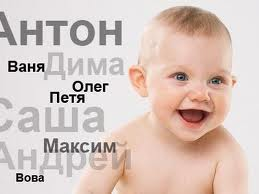 Антон
Ваня Дима
Олег
Петя
Саша
Максим
Андрей
Вова